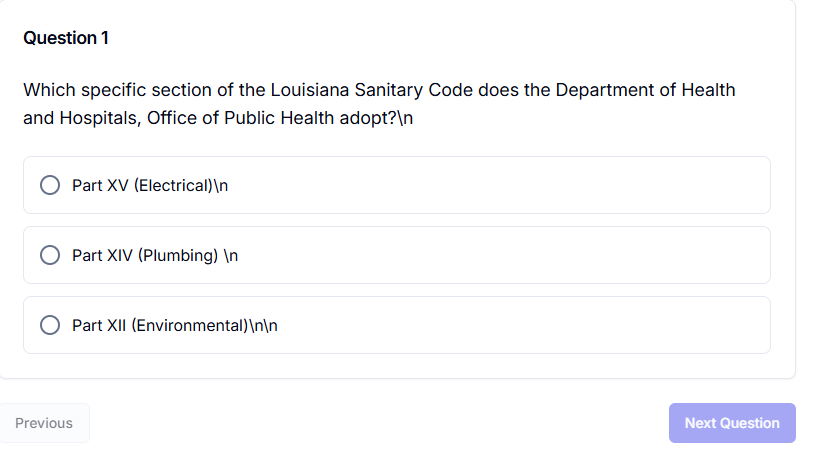 Question 1
Which specific section of the Louisiana Sanitary Code does the Department of Health
and Hospitals, Office of Public Health adopt?\n
Part XV (Electrical)\n
Part XIV (Plumbing) \n
Part XII (Environmental)\n\n
Previous
Next Question